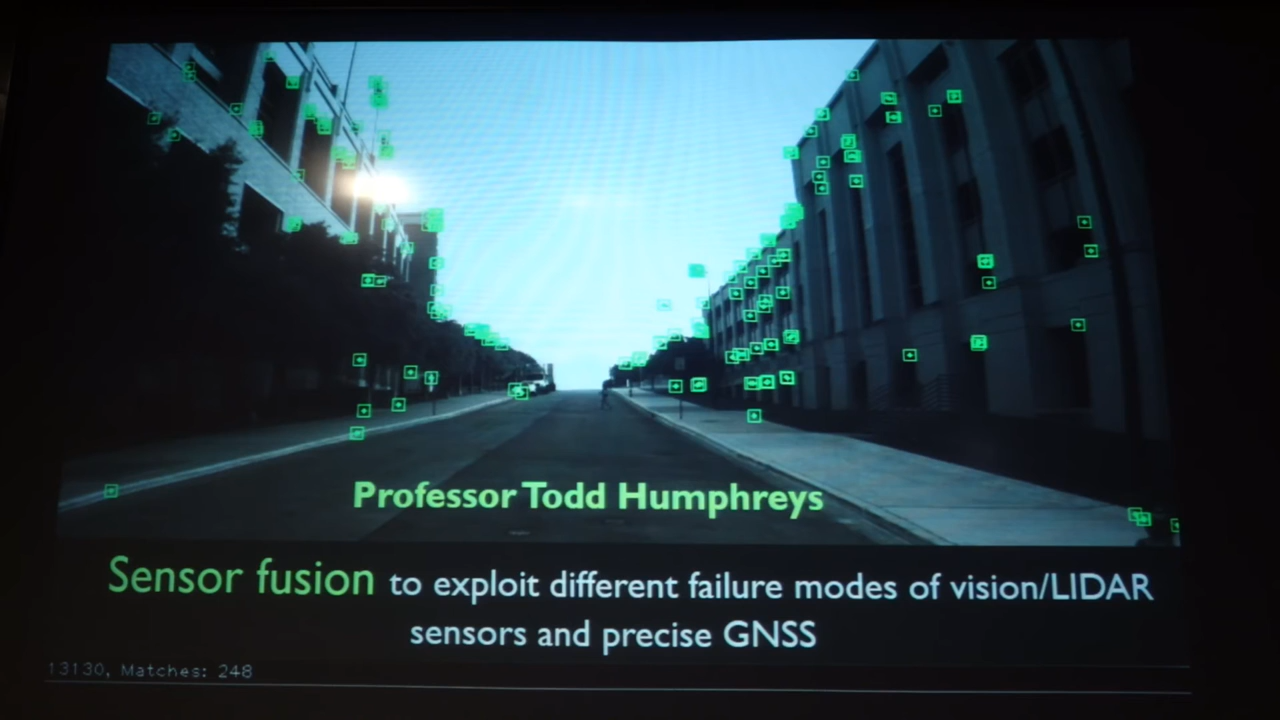 Professor Todd Humphreys
Sensor fusion to exploit different failure modes of vision/LIDAR
sensors and precise GNSS
13130, Matches: 248